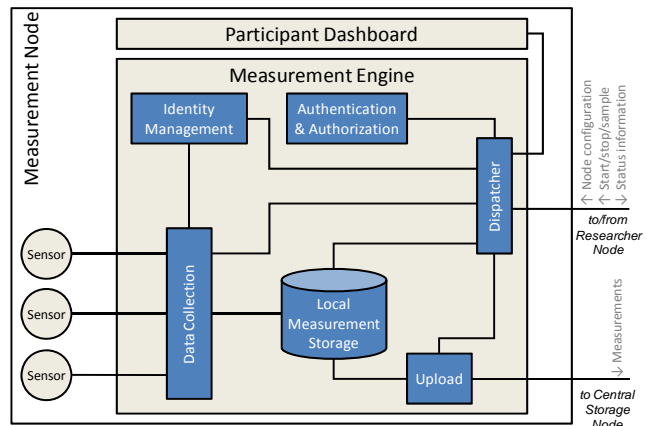 Measurement Node
Participant Dashboard
Measurement Engine
Identity
Management
Authentication
& Authorization
Dispatcher
↑ Node configuration
↑ Start/stop/sample
↓ Status information
to/from
Researcher
Node
Sensor
Sensor
Sensor
Data Collection
Local
Measurement
Storage
Upload
↓ Measurements
to Central
Storage
Node